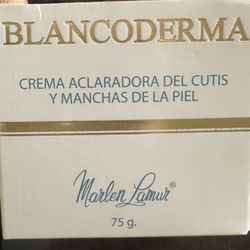 BLANCODERMA
CREMA ACLARADORA DEL CUTIS
Y MANCHAS DE LA PIEL
Marlen Lamur®
75 g.